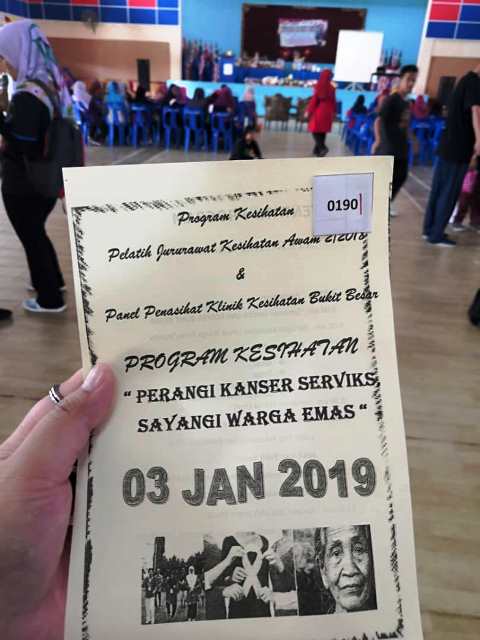 Program Kesihatan
0190
Pelatih Jururawat Kesihatan Awam 2/2018
&
Panel Penasihat Klinik Kesihatan Bukit Besar
PROGRAM KESIHATAN
“ PERANGI KANSER SERVIKS
SAYANGI WARGA EMAS “
03 JAN 2019